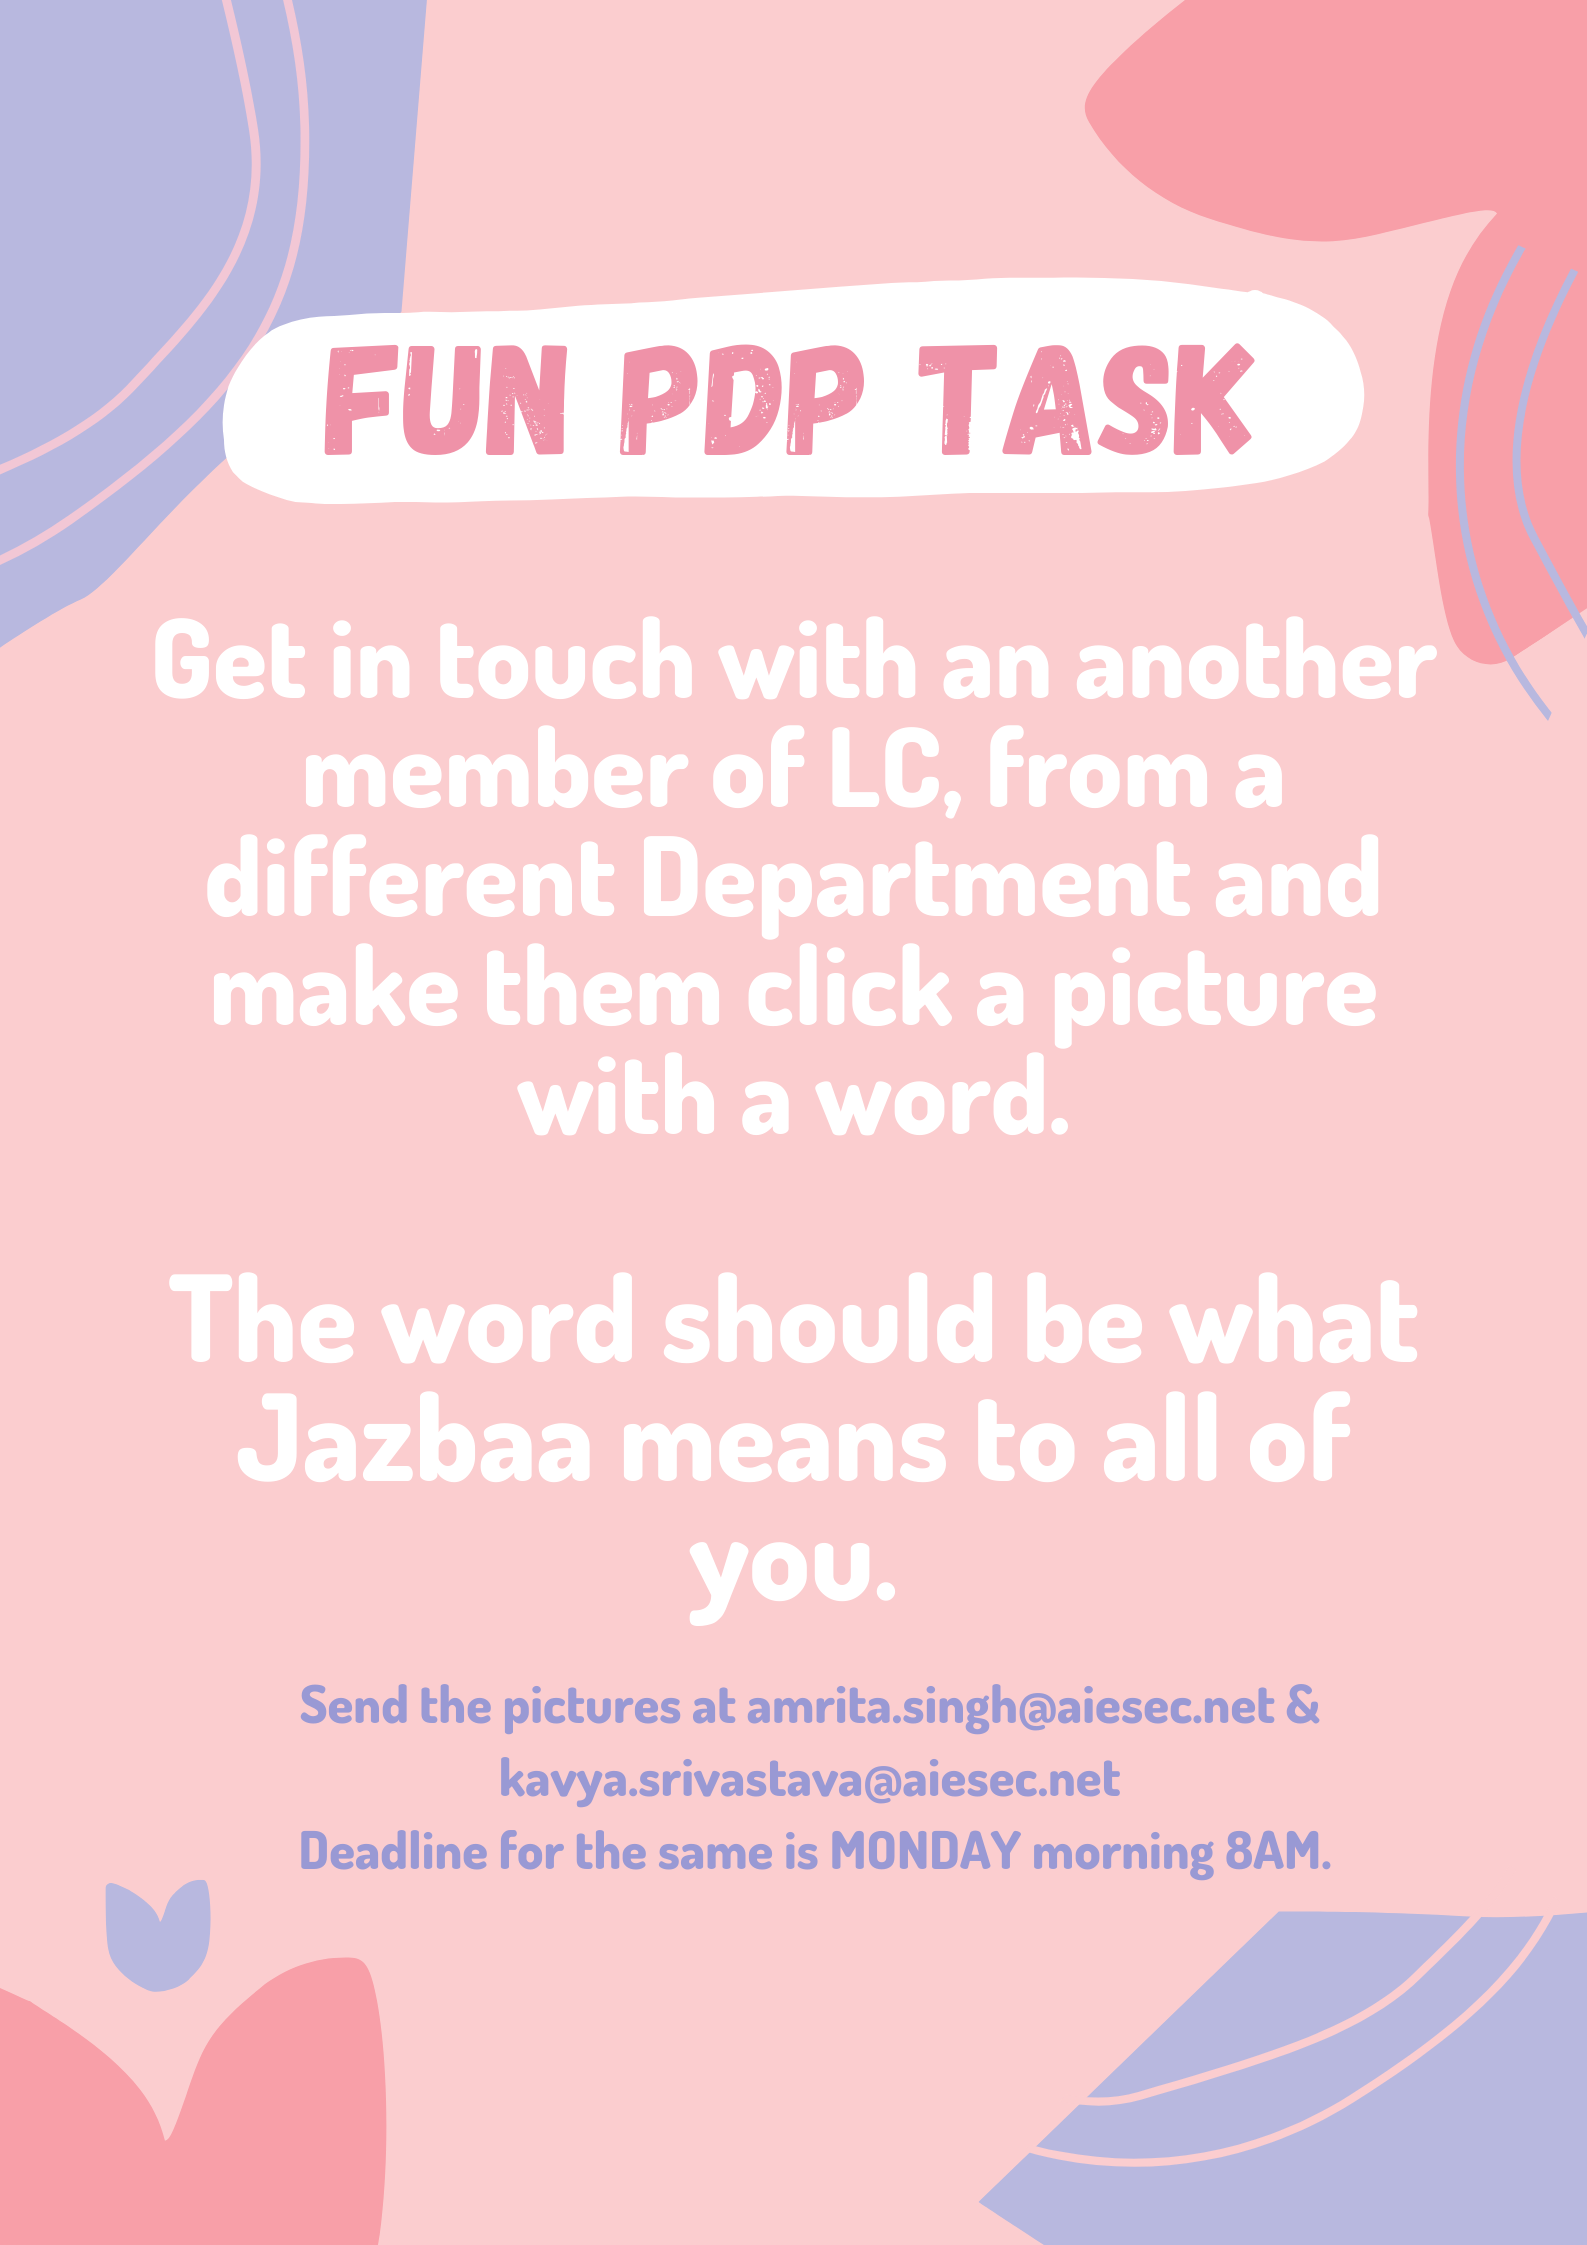 FUN PDP TASK
Get in touch with an another
member of LC, from a
different Department and
make them click a picture
with a word.
The word should be what
Jazbaa means to all of
you.
Send the pictures at amrita.singh@aiesec.net &
kavya.srivastava@aiesec.net
Deadline for the same is MONDAY morning 8AM.